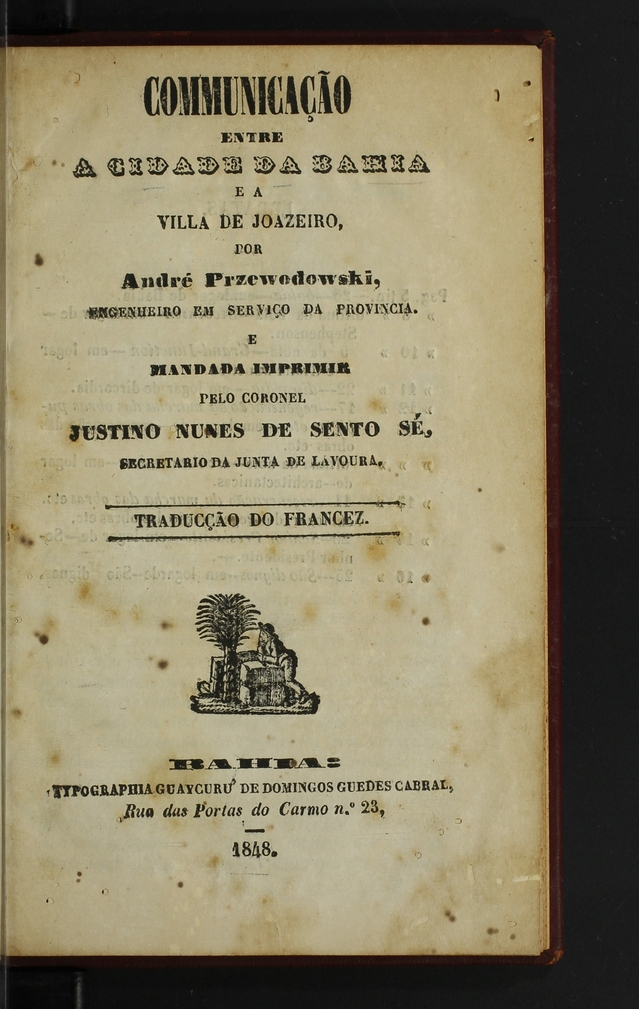 COMMUNICAÇÃO
ENTRE
A CIDADE DA BAHIA
E A
VILLA DE JOAZEIRO,
POR
André Przewodowski,
ENGENHEIRO EM SERVIÇO DA PROVINCIA.
E
MANDADA IMPRIMIR
PELO CORONEL
JUSTINO NUNES DE SENTO SÉ,
SECRETARIO DA JUNTA DE LAVOURA.
TRADUCÇÃO DO FRANCEZ.
BAHIA:
TYPOGRAPHIA GUAYCURU' DE DOMINGOS GUEDES CABRAL,
Rua das Portas do Carmo n.º 23,
1848.